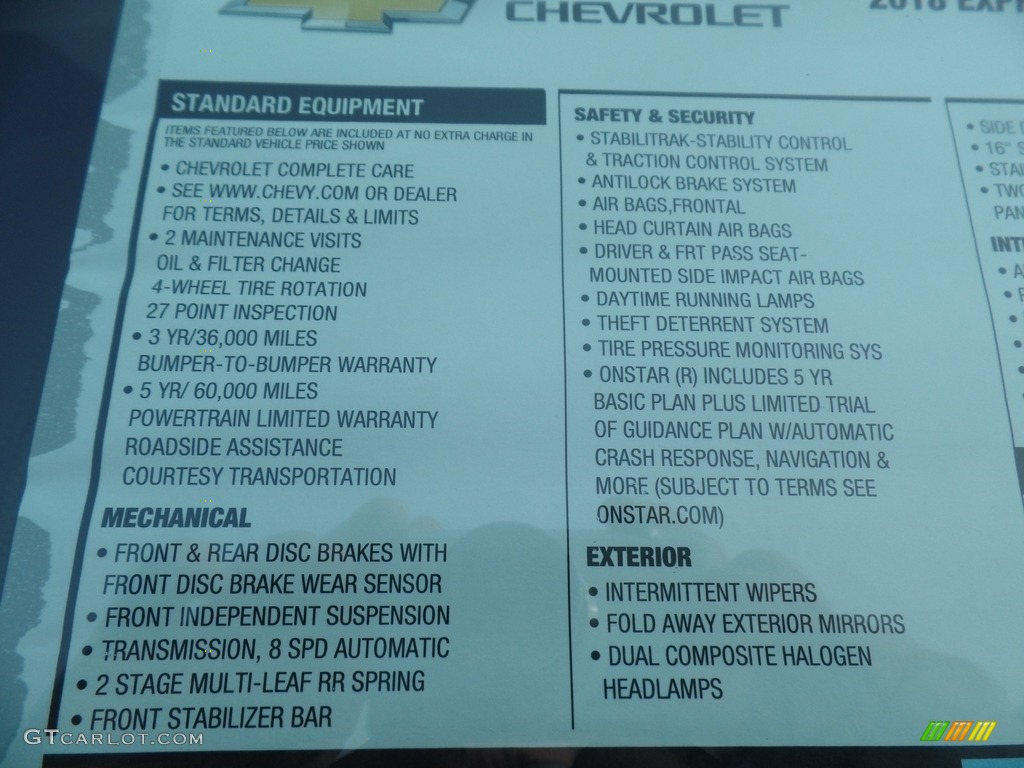 CHEVROLET
2018
STANDARD EQUIPMENT
ITEMS FEATURED BELOW ARE INCLUDED AT NO EXTRA CHARGE IN
THE STANDARD VEHICLE PRICE SHOWN
• CHEVROLET COMPLETE CARE
• SEE WWW.CHEVY.COM OR DEALER
FOR TERMS, DETAILS & LIMITS
• 2 MAINTENANCE VISITS
OIL & FILTER CHANGE
4-WHEEL TIRE ROTATION
27 POINT INSPECTION
• 3 YR/36,000 MILES
BUMPER-TO-BUMPER WARRANTY
• 5 YR/ 60,000 MILES
POWERTRAIN LIMITED WARRANTY
ROADSIDE ASSISTANCE
COURTESY TRANSPORTATION
MECHANICAL
• FRONT & REAR DISC BRAKES WITH
FRONT DISC BRAKE WEAR SENSOR
• FRONT INDEPENDENT SUSPENSION
• TRANSMISSION, 8 SPD AUTOMATIC
• 2 STAGE MULTI-LEAF RR SPRING
• FRONT STABILIZER BAR
SAFETY & SECURITY
• STABILITRAK-STABILITY CONTROL
& TRACTION CONTROL SYSTEM
• ANTILOCK BRAKE SYSTEM
• AIR BAGS,FRONTAL
• HEAD CURTAIN AIR BAGS
• DRIVER & FRT PASS SEAT-
MOUNTED SIDE IMPACT AIR BAGS
• DAYTIME RUNNING LAMPS
• THEFT DETERRENT SYSTEM
• TIRE PRESSURE MONITORING SYS
• ONSTAR (R) INCLUDES 5 YR
BASIC PLAN PLUS LIMITED TRIAL
OF GUIDANCE PLAN W/AUTOMATIC
CRASH RESPONSE, NAVIGATION &
MORE (SUBJECT TO TERMS SEE
ONSTAR.COM)
EXTERIOR
• INTERMITTENT WIPERS
• FOLD AWAY EXTERIOR MIRRORS
• DUAL COMPOSITE HALOGEN
HEADLAMPS
• SIDE
• 16"
• TWO
GTcarlot.com